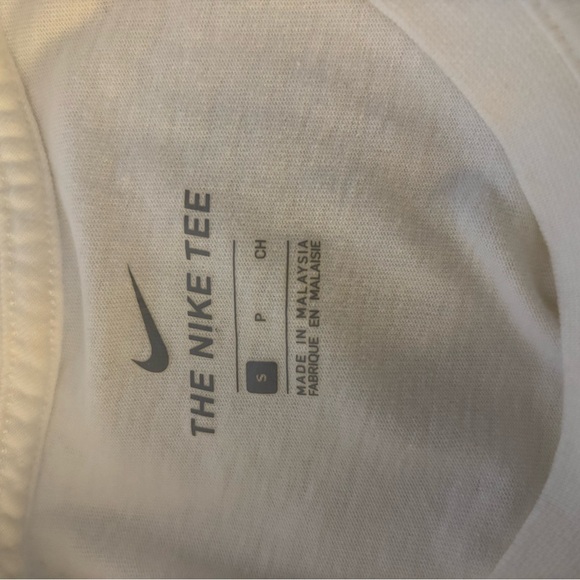 THE NIKE TEE
S P CH
MADE IN MALAYSIA
FABRIQUE EN MALAISIE